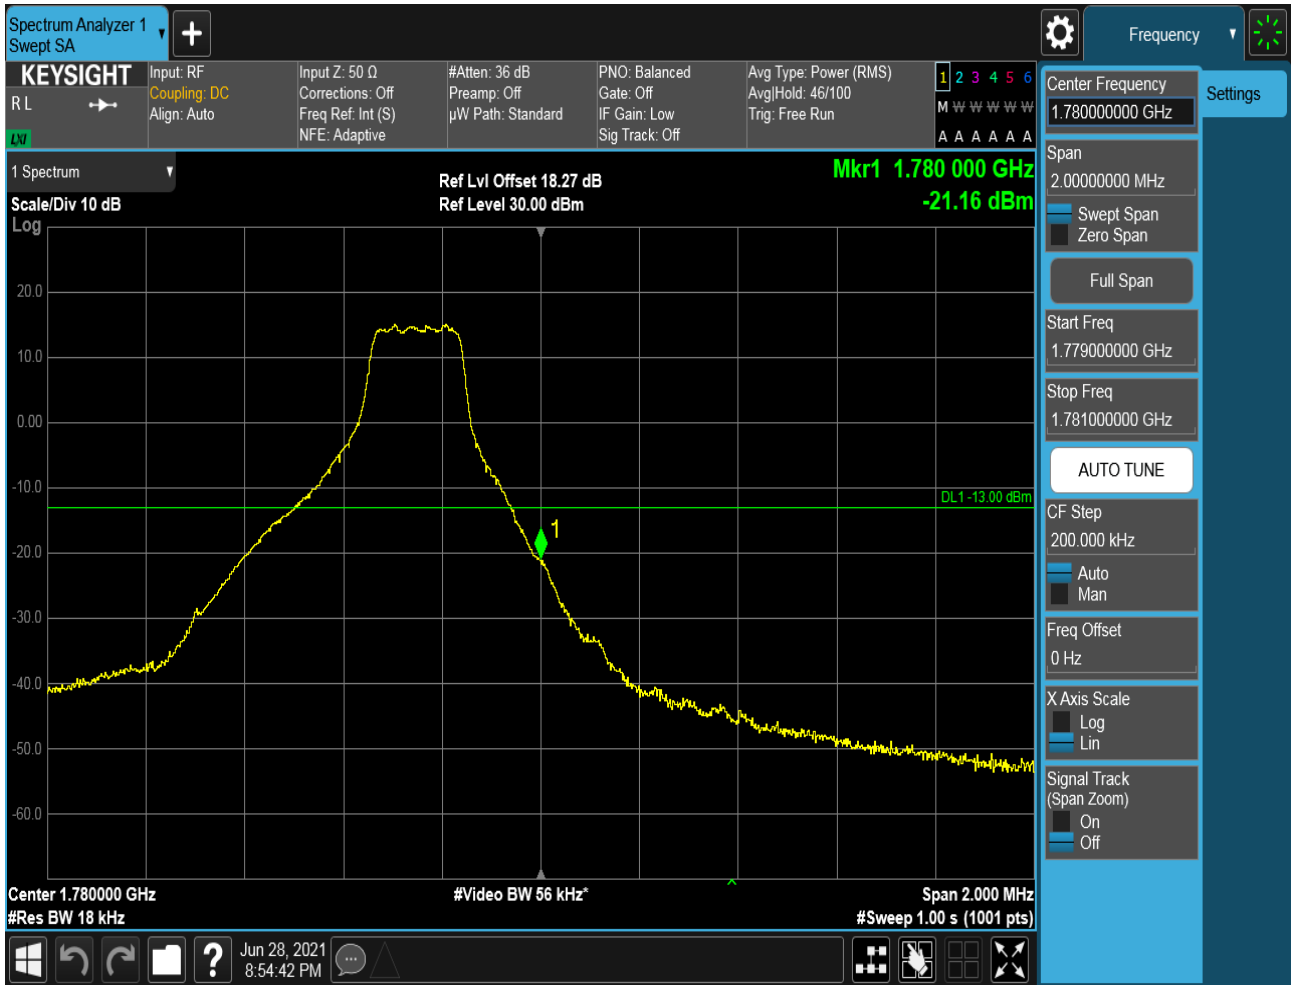 Spectrum Analyzer 1
Swept SA
Frequency
KEYSIGHT
R L
LXI
Input: RF
Coupling: DC
Align: Auto
Input Z: 50 Ω
Corrections: Off
Freq Ref: Int (S)
NFE: Adaptive
#Atten: 36 dB
Preamp: Off
µW Path: Standard
PNO: Balanced
Gate: Off
IF Gain: Low
Sig Track: Off
Avg Type: Power (RMS)
Avg|Hold: 46/100
Trig: Free Run
1 2 3 4 5 6
M W W W W W
A A A A A A
1 Spectrum
Scale/Div 10 dB
Log
Ref Lvl Offset 18.27 dB
Ref Level 30.00 dBm
Mkr1 1.780 000 GHz
-21.16 dBm
20.0
10.0
0.00
-10.0
-20.0
-30.0
-40.0
-50.0
-60.0
DL1 -13.00 dBm
1
Center 1.780000 GHz
#Res BW 18 kHz
#Video BW 56 kHz*
Span 2.000 MHz
#Sweep 1.00 s (1001 pts)
Jun 28, 2021
8:54:42 PM
Center Frequency
1.780000000 GHz
Settings
Span
2.00000000 MHz
Swept Span
Zero Span
Full Span
Start Freq
1.779000000 GHz
Stop Freq
1.781000000 GHz
AUTO TUNE
CF Step
200.000 kHz
Auto
Man
Freq Offset
0 Hz
X Axis Scale
Log
Lin
Signal Track
(Span Zoom)
On
Off